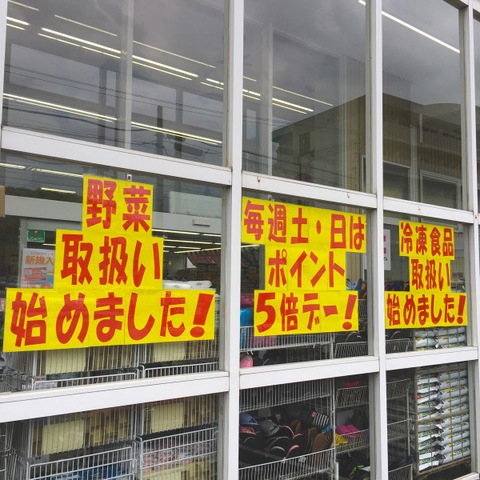 野菜
取扱い
始めました!
毎週土・日は
ポイント
5倍デー!
冷凍食品
取扱い
始めました!